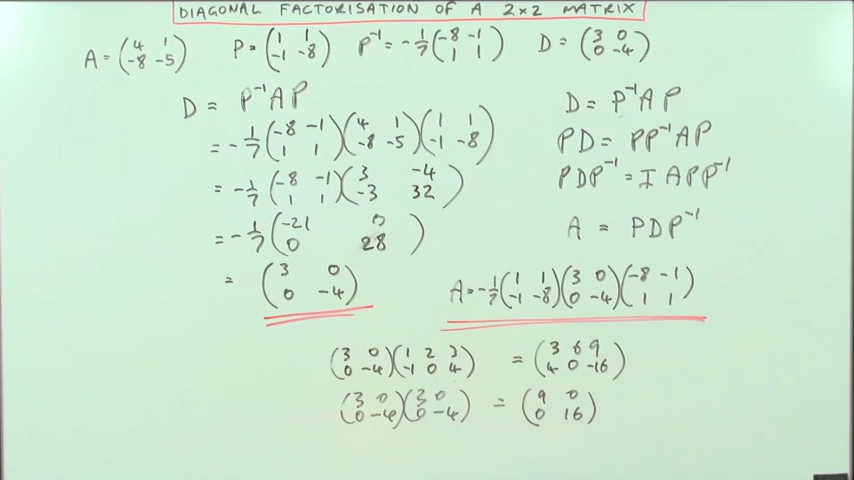 DIAGONAL FACTORISATION OF A 2×2 MATRIX
A = (4 1; -8 -5) P = (1 1; -1 -8) P⁻¹ = -1/7 (-8 -1; 1 1) D = (3 0; 0 -4)
D = P⁻¹AP
= -1/7 (-8 -1; 1 1)(4 1; -8 -5)(1 1; -1 -8)
= -1/7 (-8 -1; 1 1)(3 -4; -3 32)
= -1/7 (-21 0; 0 28)
= (3 0; 0 -4)
D = P⁻¹AP
PD = PP⁻¹AP
PDP⁻¹ = IAPP⁻¹
A = PDP⁻¹
A = -1/7 (1 1; -1 -8)(3 0; 0 -4)(-8 -1; 1 1)
(3 0; 0 -4)(1 2 3; -1 0 4) = (3 6 9; 4 0 -16)
(3 0; 0 -4)(3 0; 0 -4) = (9 0; 0 16)